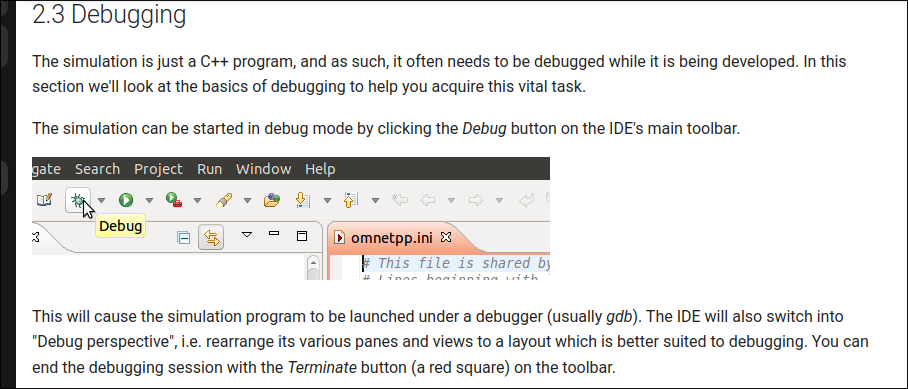 2.3 Debugging
The simulation is just a C++ program, and as such, it often needs to be debugged while it is being developed. In this
section we'll look at the basics of debugging to help you acquire this vital task.
The simulation can be started in debug mode by clicking the Debug button on the IDE's main toolbar.
gate Search Project Run Window Help
Debug
omnetpp.ini
# This file is shared by
# Lines beginning with
This will cause the simulation program to be launched under a debugger (usually gdb). The IDE will also switch into
"Debug perspective", i.e. rearrange its various panes and views to a layout which is better suited to debugging. You can
end the debugging session with the Terminate button (a red square) on the toolbar.